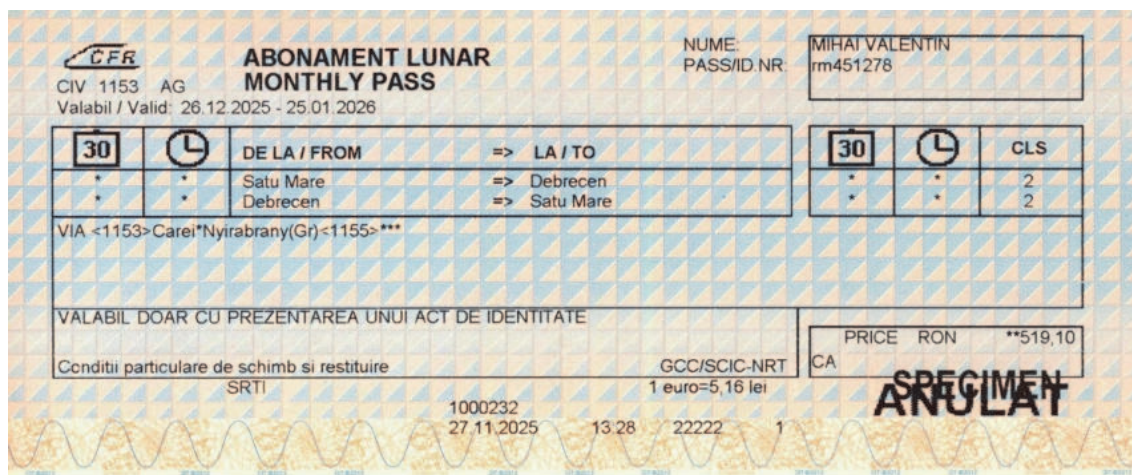 CFR
CIV 1153 AG
ABONAMENT LUNAR
MONTHLY PASS
NUME: MIHAI VALENTIN
PASS/ID.NR: rm451278
Valabil / Valid: 26.12.2025 - 25.01.2026
30 DE LA / FROM => LA / TO 30 CLS
* * Satu Mare => Debrecen * * 2
* * Debrecen => Satu Mare * * 2
VIA <1153>Carei*Nyirabrany(Gr)<1155>***
VALABIL DOAR CU PREZENTAREA UNUI ACT DE IDENTITATE
PRICE RON **519,10
Conditii particulare de schimb si restituire GCC/SCIC-NRT CA
SRTI 1 euro=5,16 lei
SPECIMEN
ANULAT
1000232
27.11.2025 13:28 22222 1